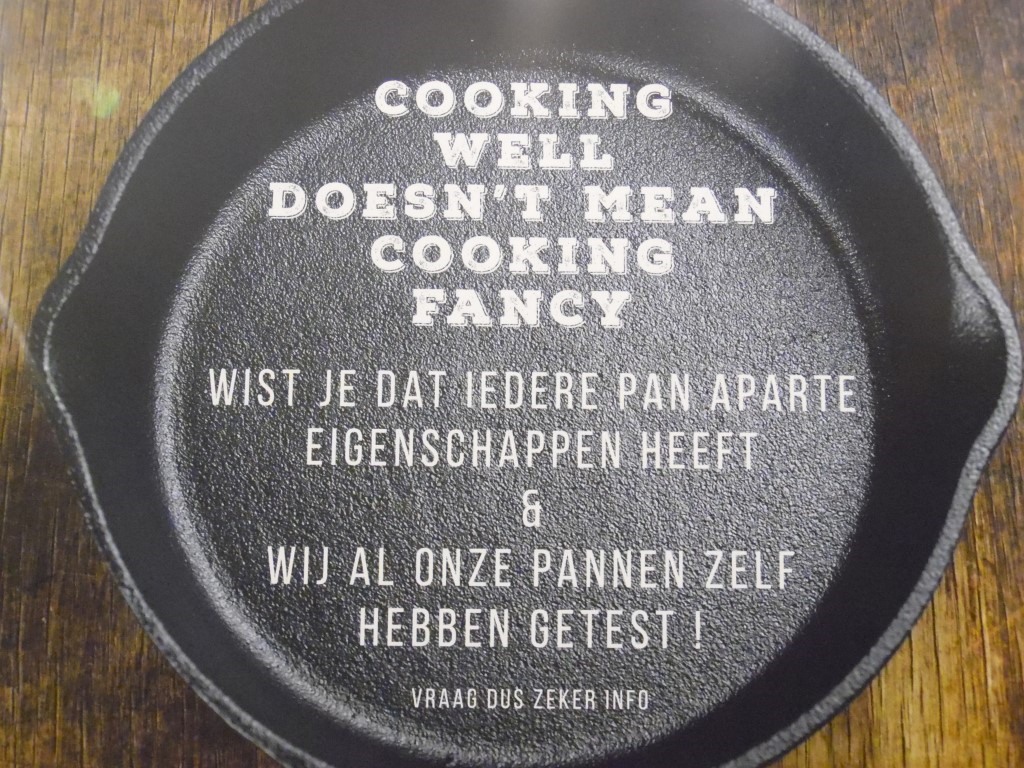 COOKING
WELL
DOESN'T MEAN
COOKING
FANCY
WIST JE DAT IEDERE PAN APARTE
EIGENSCHAPPEN HEEFT
&
WIJ AL ONZE PANNEN ZELF
HEBBEN GETEST !
VRAAG DUS ZEKER INFO